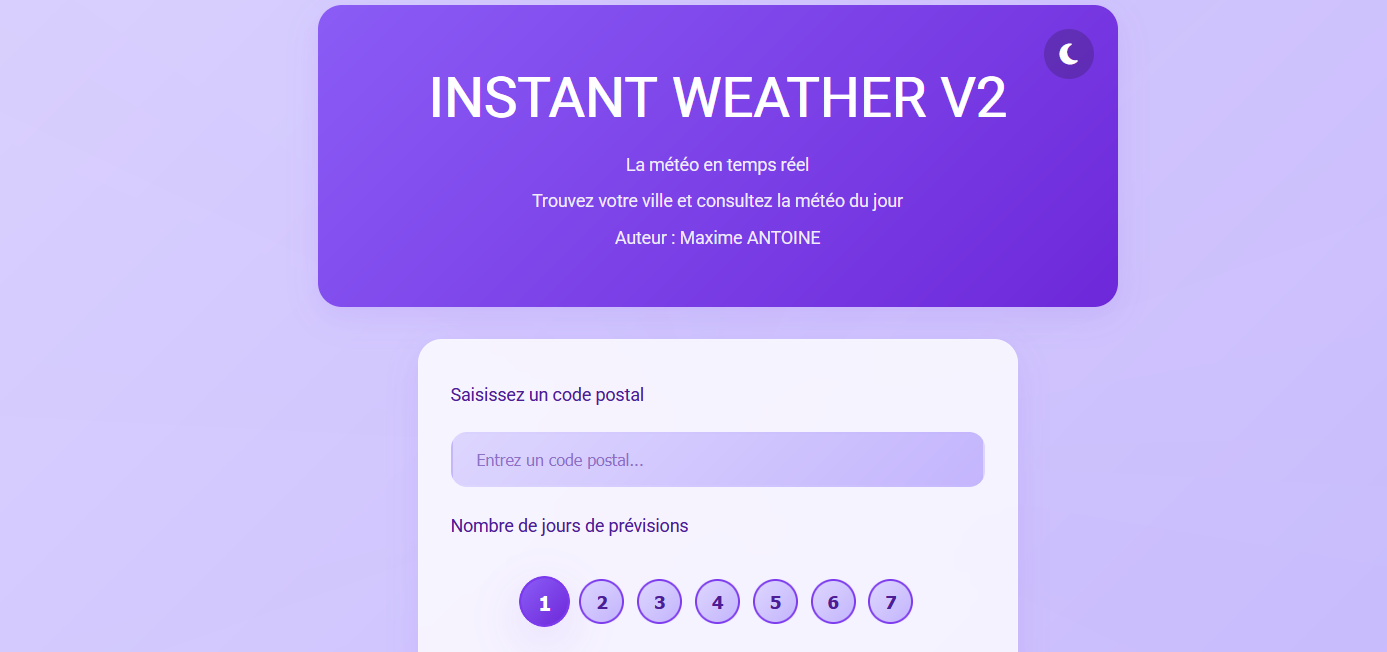 INSTANT WEATHER V2
La météo en temps réel
Trouvez votre ville et consultez la météo du jour
Auteur : Maxime ANTOINE
Saisissez un code postal
Entrez un code postal...
Nombre de jours de prévisions
1 2 3 4 5 6 7